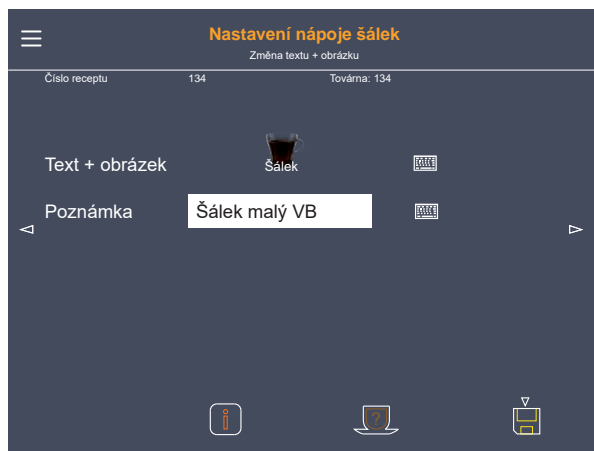 Nastavení nápoje šálek
Změna textu + obrázku
Číslo receptu 134 Továrna: 134
Text + obrázek Šálek
Poznámka Šálek malý VB
i ?